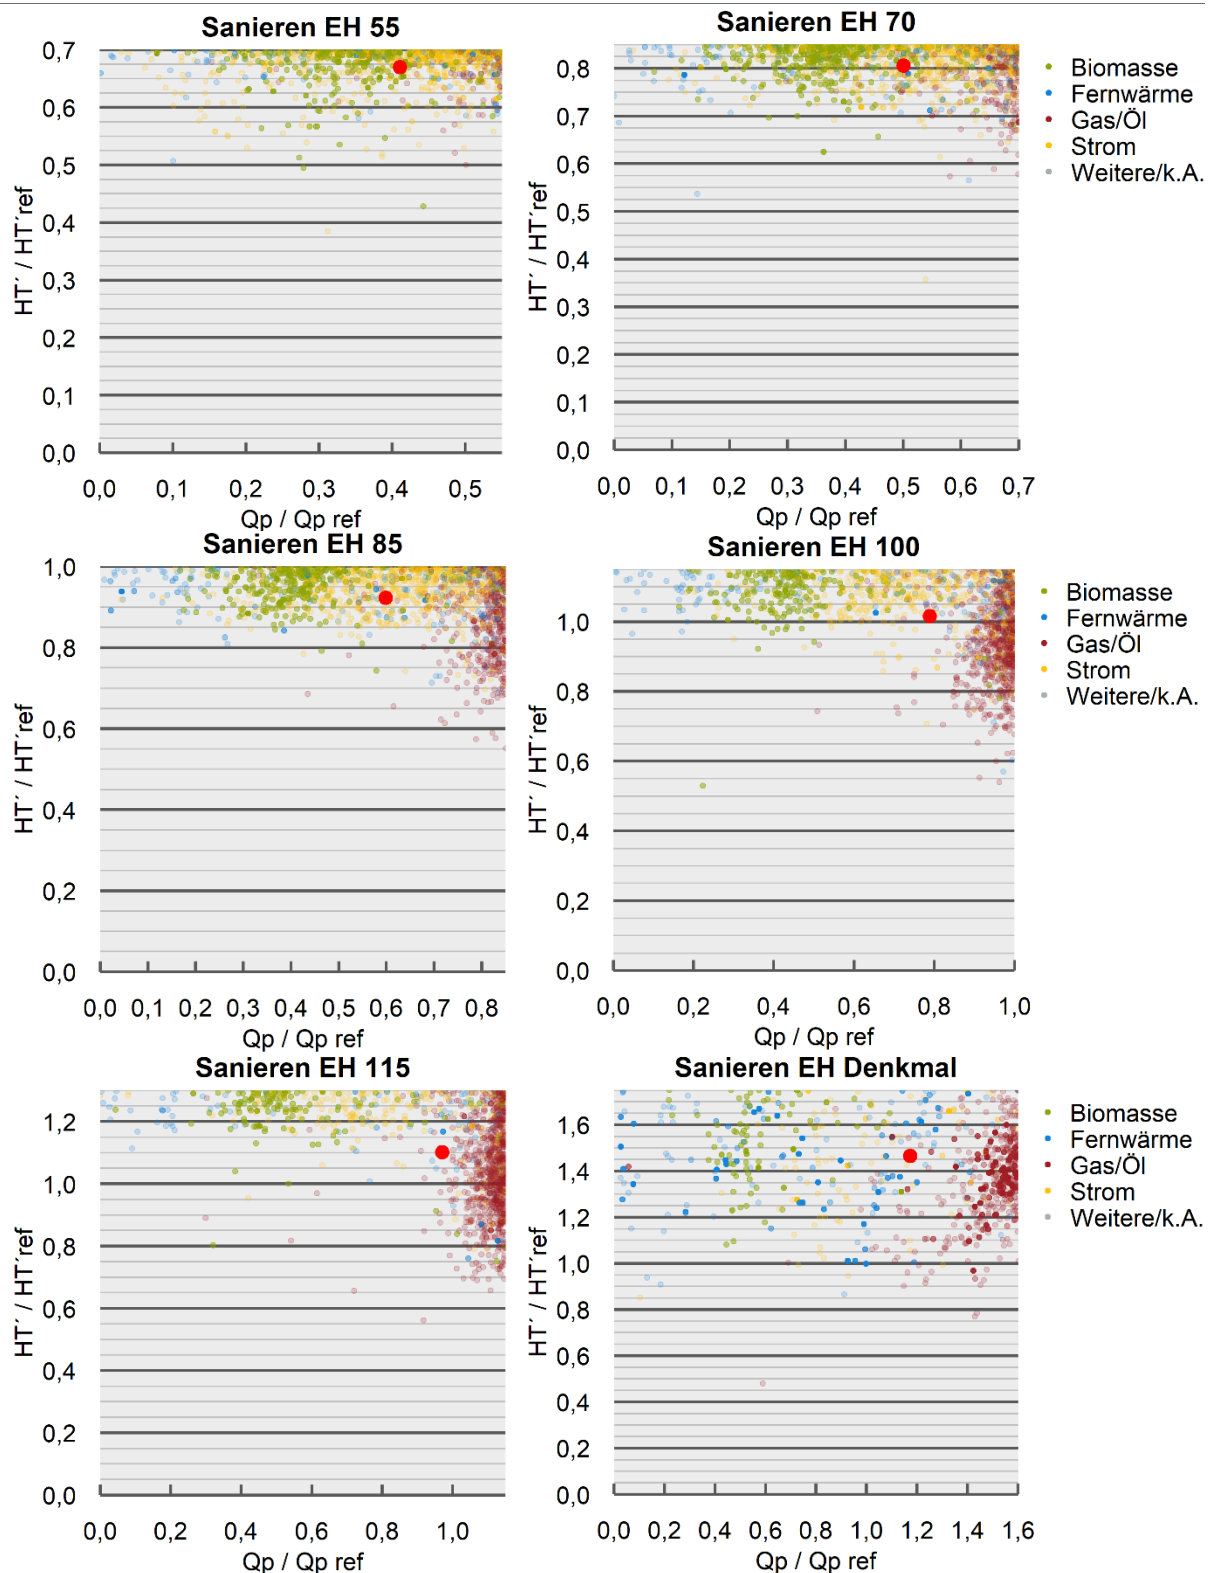 Sanieren EH 55
0,7
0,6
0,5
0,4
0,3
0,2
0,1
0,0
HT´ / HT´ref
0,0 0,1 0,2 0,3 0,4 0,5
Qp / Qp ref
Sanieren EH 70
0,8
0,7
0,6
0,5
0,4
0,3
0,2
0,1
0,0
HT´ / HT´ref
0,0 0,1 0,2 0,3 0,4 0,5 0,6 0,7
Qp / Qp ref
Biomasse
Fernwärme
Gas/Öl
Strom
Weitere/k.A.
Sanieren EH 85
1,0
0,8
0,6
0,4
0,2
0,0
HT´ / HT´ref
0,0 0,1 0,2 0,3 0,4 0,5 0,6 0,7 0,8
Qp / Qp ref
Sanieren EH 100
1,0
0,8
0,6
0,4
0,2
0,0
HT´ / HT´ref
0,0 0,2 0,4 0,6 0,8 1,0
Qp / Qp ref
Biomasse
Fernwärme
Gas/Öl
Strom
Weitere/k.A.
Sanieren EH 115
1,2
1,0
0,8
0,6
0,4
0,2
0,0
HT´ / HT´ref
0,0 0,2 0,4 0,6 0,8 1,0
Qp / Qp ref
Sanieren EH Denkmal
1,6
1,4
1,2
1,0
0,8
0,6
0,4
0,2
0,0
HT´ / HT´ref
0,0 0,2 0,4 0,6 0,8 1,0 1,2 1,4 1,6
Qp / Qp ref
Biomasse
Fernwärme
Gas/Öl
Strom
Weitere/k.A.